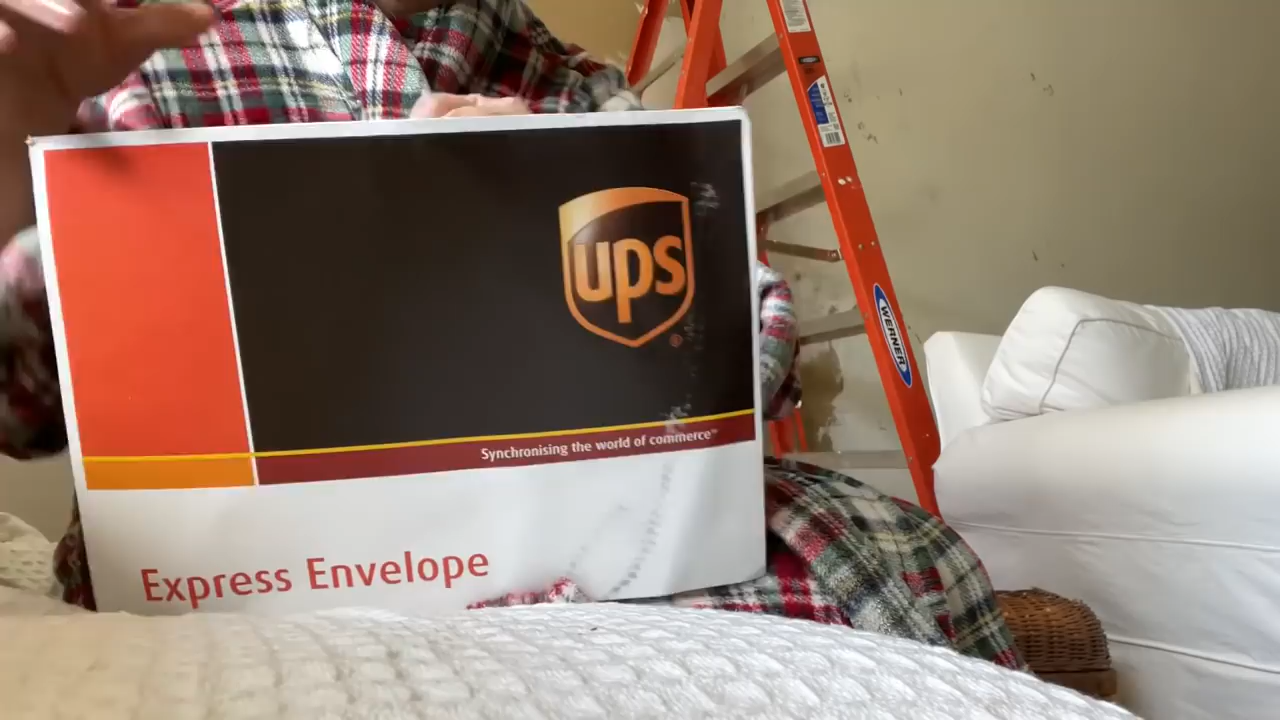 ups
Synchronising the world of commerce™
Express Envelope
WERNER